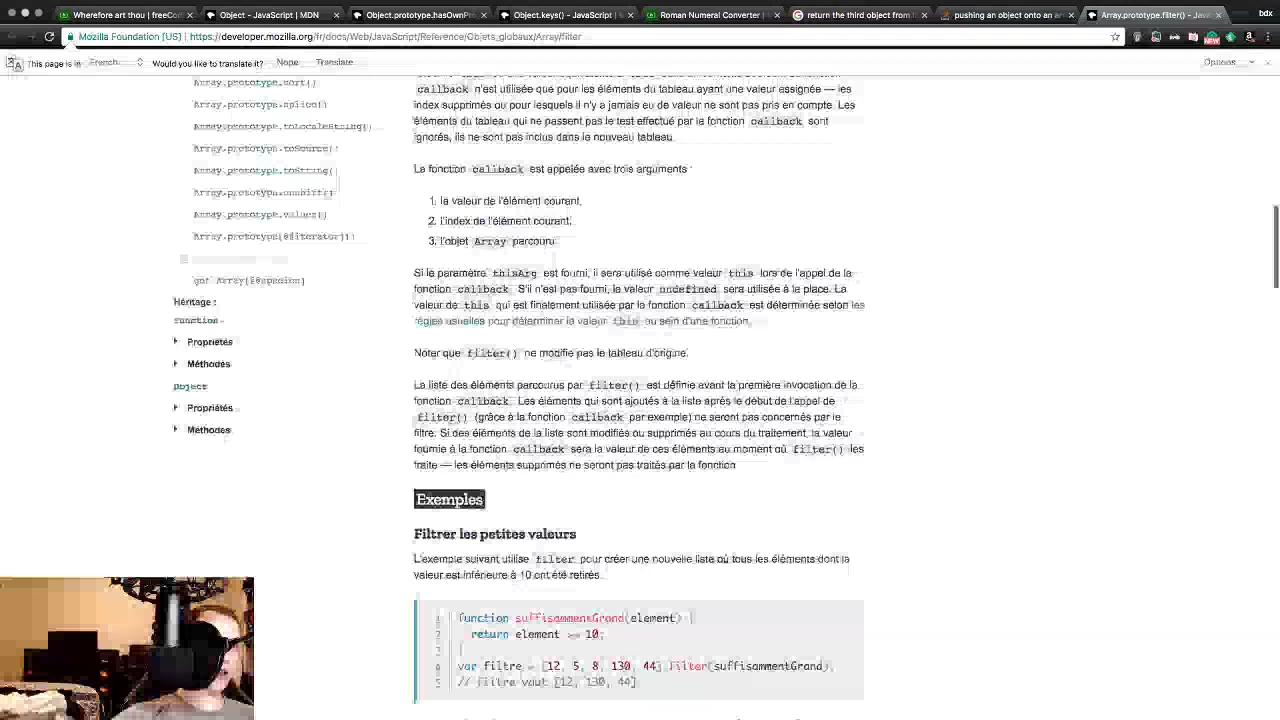 Wherefore art thou | freeCo
Object - JavaScript | MDN
Object.prototype.hasOwnPr
Object.keys() - JavaScript
Roman Numeral Converter |
return the third object from
pushing an object onto an ar
Array.prototype.filter() - Jav
bdx
Mozilla Foundation [US] | https://developer.mozilla.org/fr/docs/Web/JavaScript/Reference/Objets_globaux/Array/filter
This page is in French Would you like to translate it? Nope Translate
Options
Array.prototype.sort()
Array.prototype.splice()
Array.prototype.toLocaleString()
Array.prototype.toSource()
Array.prototype.toString()
Array.prototype.unshift()
Array.prototype.values()
Array.prototype[@@iterator]()
get Array[@@species]
Héritage :
Function
Propriétés
Méthodes
Object
Propriétés
Méthodes
callback n'est utilisée que pour les éléments du tableau ayant une valeur assignée — les
index supprimés ou pour lesquels il n'y a jamais eu de valeur ne sont pas pris en compte. Les
éléments du tableau qui ne passent pas le test effectué par la fonction callback sont
ignorés, ils ne sont pas inclus dans le nouveau tableau.
La fonction callback est appelée avec trois arguments :
1. la valeur de l'élément courant,
2. l'index de l'élément courant,
3. l'objet Array parcouru
Si le paramètre thisArg est fourni, il sera utilisé comme valeur this lors de l'appel de la
fonction callback S'il n'est pas fourni, la valeur undefined sera utilisée à la place. La
valeur de this qui est finalement utilisée par la fonction callback est déterminée selon les
règles usuelles pour déterminer la valeur this au sein d'une fonction.
Noter que filter() ne modifie pas le tableau d'origine.
La liste des éléments parcourus par filter() est définie avant la première invocation de la
fonction callback. Les éléments qui sont ajoutés à la liste après le début de l'appel de
filter() (grâce à la fonction callback par exemple) ne seront pas concernés par le
filtre. Si des éléments de la liste sont modifiés ou supprimés au cours du traitement, la valeur
fournie à la fonction callback sera la valeur de ces éléments au moment où filter() les
traite — les éléments supprimés ne seront pas traités par la fonction
Exemples
Filtrer les petites valeurs
L'exemple suivant utilise filter pour créer une nouvelle liste où tous les éléments dont la
valeur est inférieure à 10 ont été retirés.
1 function suffisammentGrand(element) {
2 return element >= 10;
3 }
4 var filtre = [12, 5, 8, 130, 44].filter(suffisammentGrand);
5 // filtre vaut [12, 130, 44]